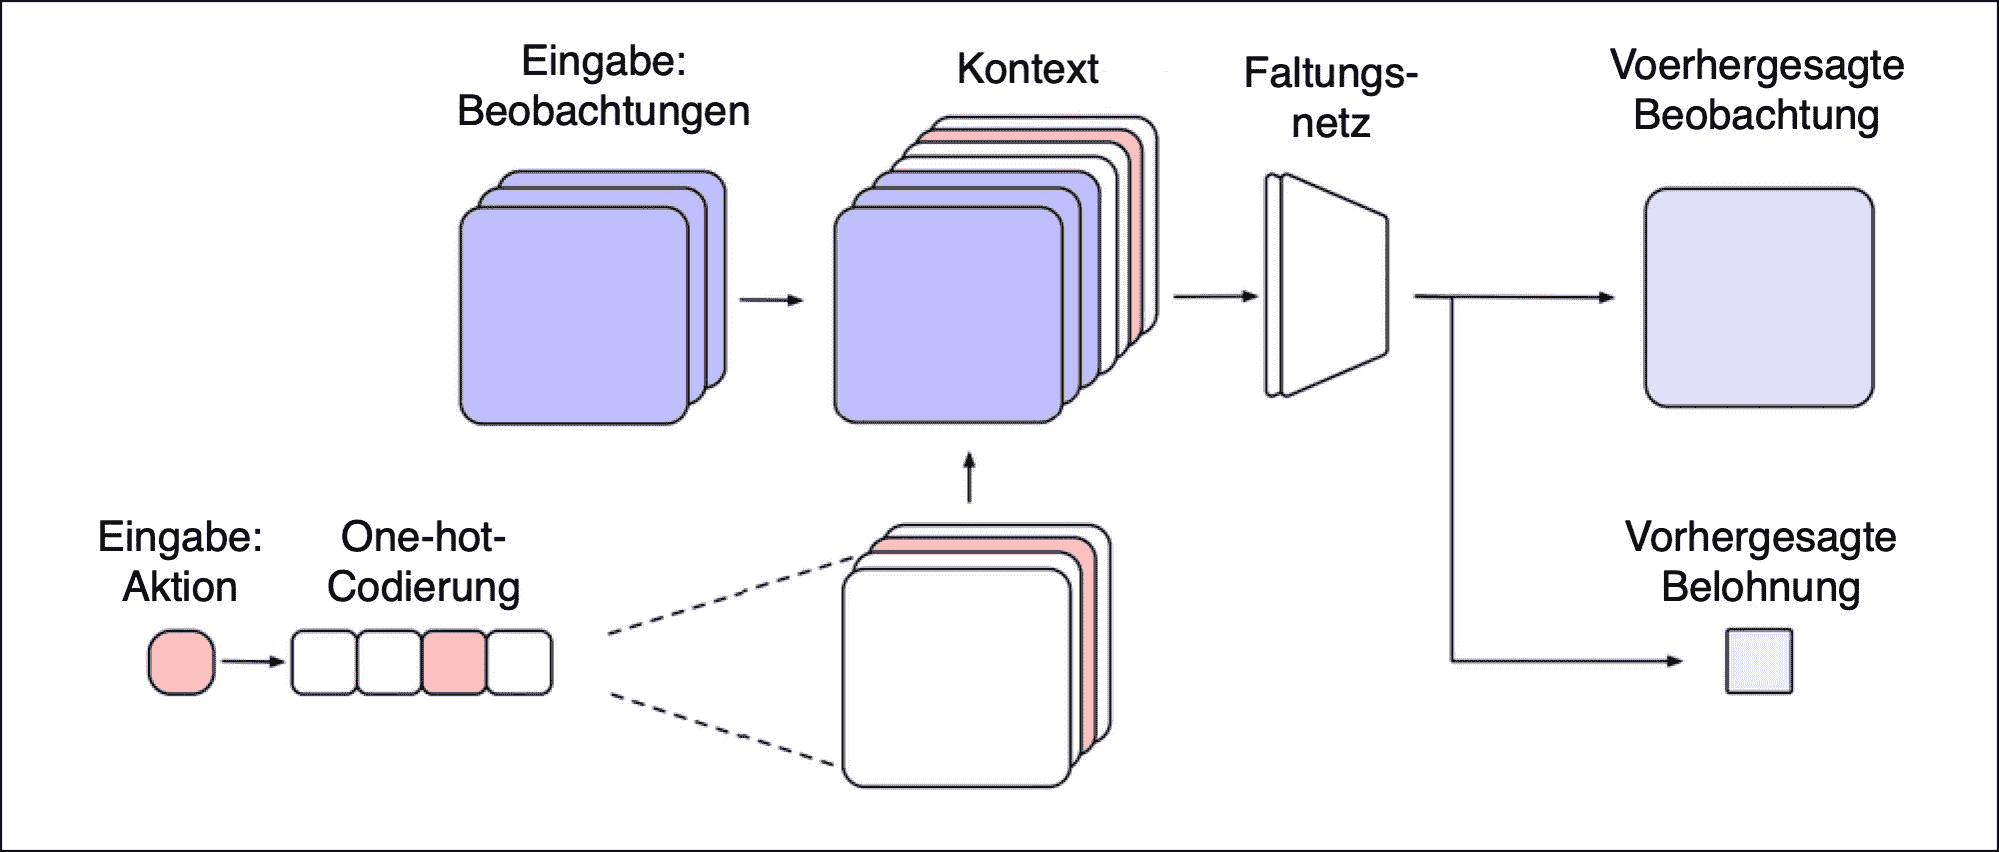 Eingabe:
Beobachtungen
Kontext
Faltungs-
netz
Voerhergesagte
Beobachtung
Eingabe:
Aktion
One-hot-
Codierung
Vorhergesagte
Belohnung